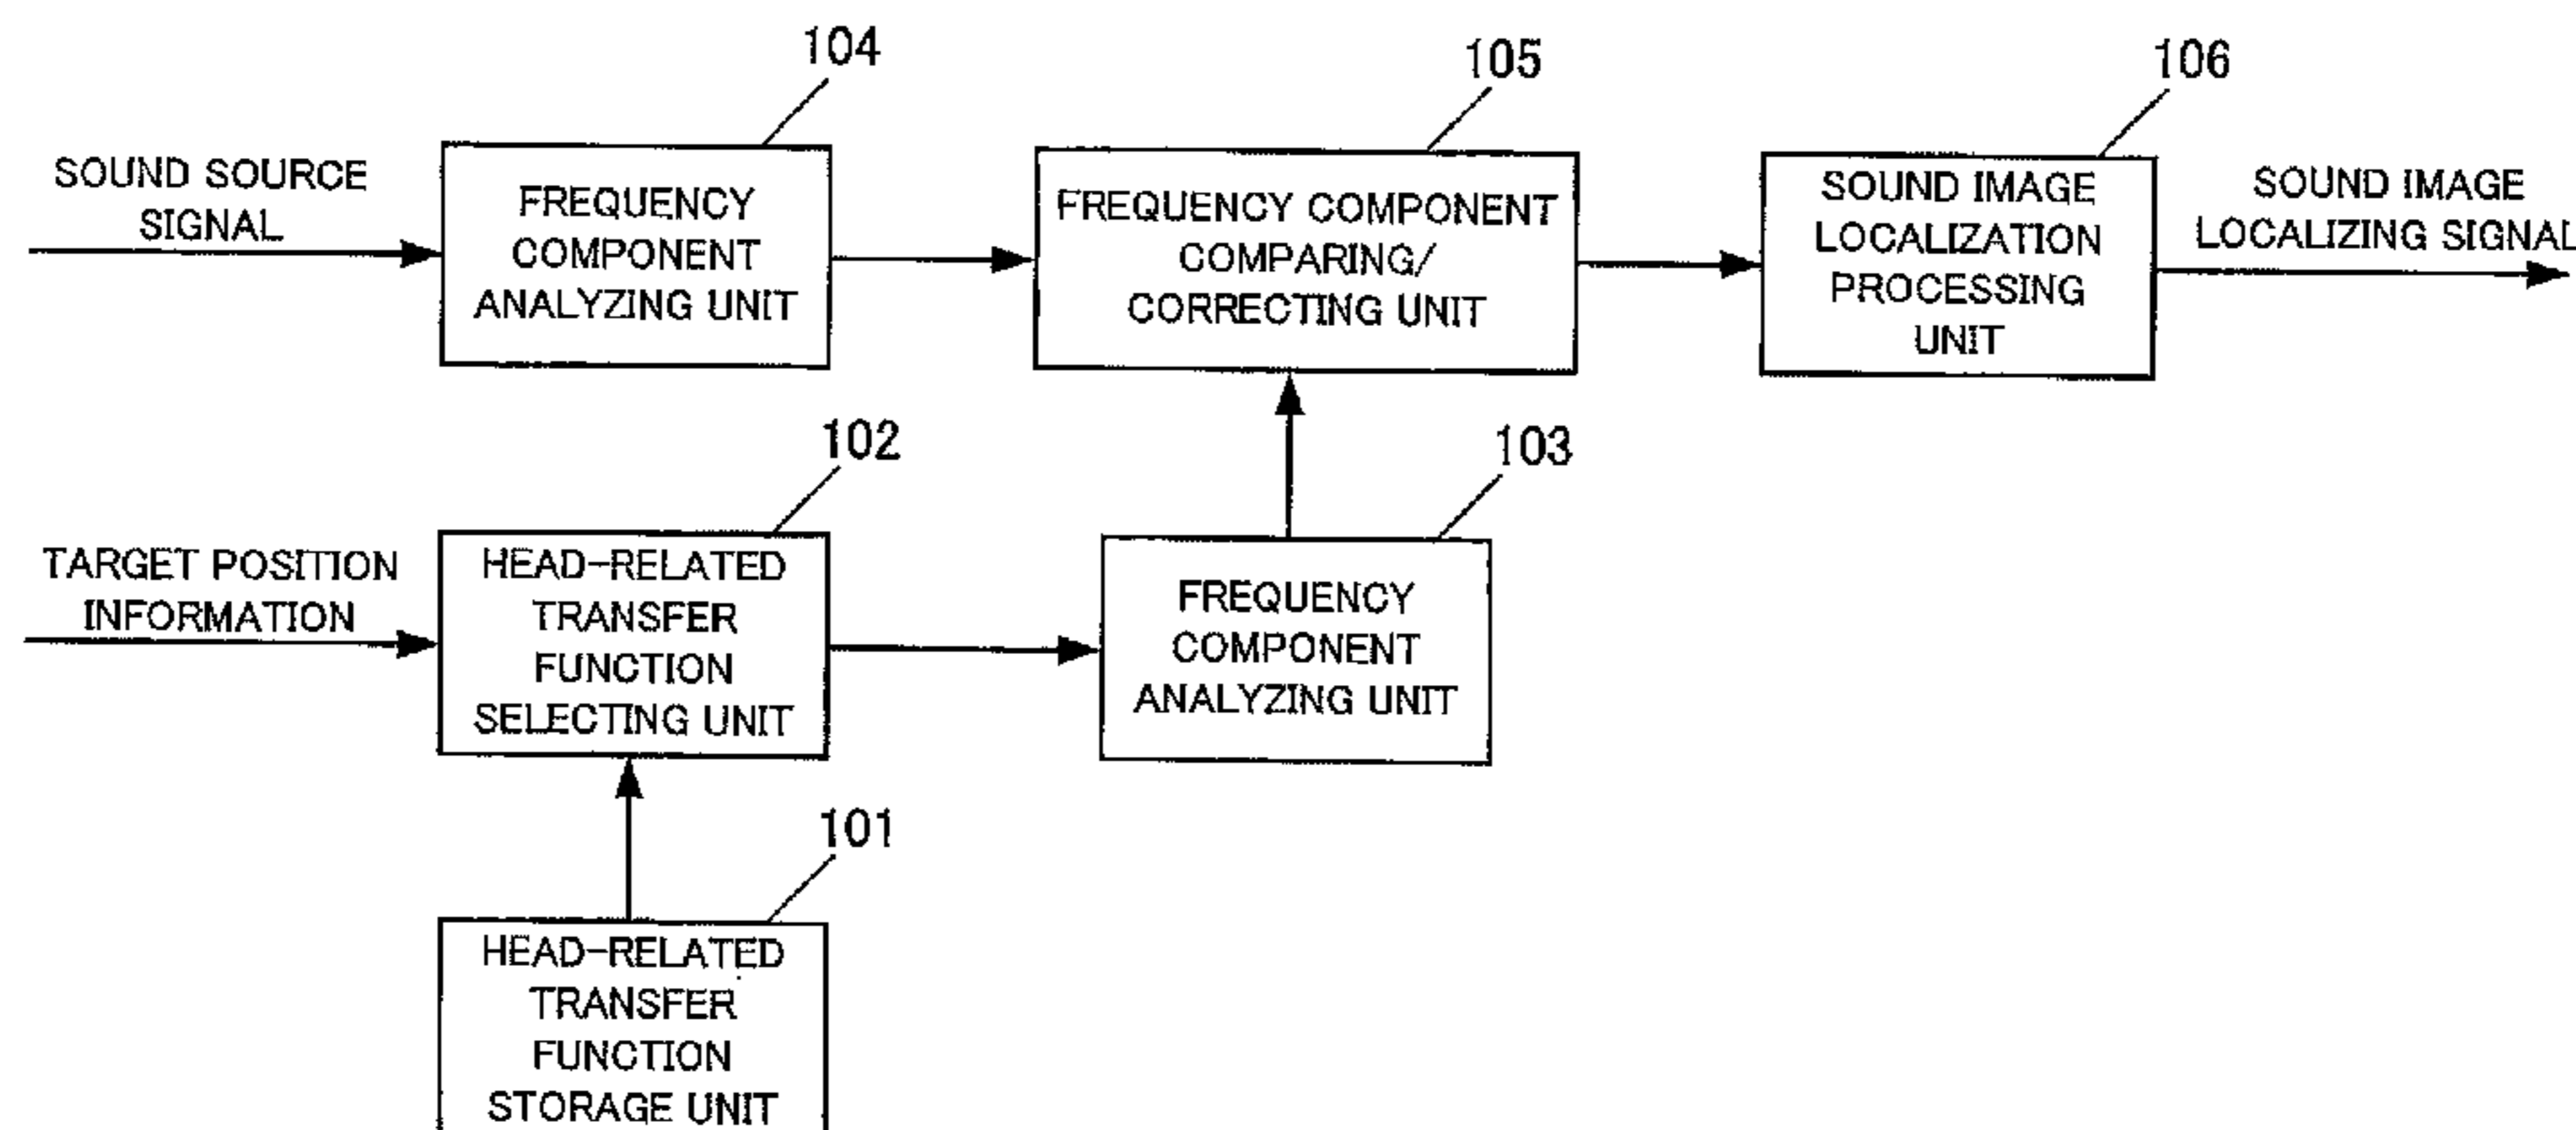 104
105
106
SOUND SOURCE
SIGNAL
FREQUENCY
COMPONENT
ANALYZING UNIT
FREQUENCY COMPONENT
COMPARING/
CORRECTING UNIT
SOUND IMAGE
LOCALIZATION
PROCESSING
UNIT
SOUND IMAGE
LOCALIZING SIGNAL
102
103
TARGET POSITION
INFORMATION
HEAD-RELATED
TRANSFER
FUNCTION
SELECTING UNIT
FREQUENCY
COMPONENT
ANALYZING UNIT
101
HEAD-RELATED
TRANSFER
FUNCTION
STORAGE UNIT